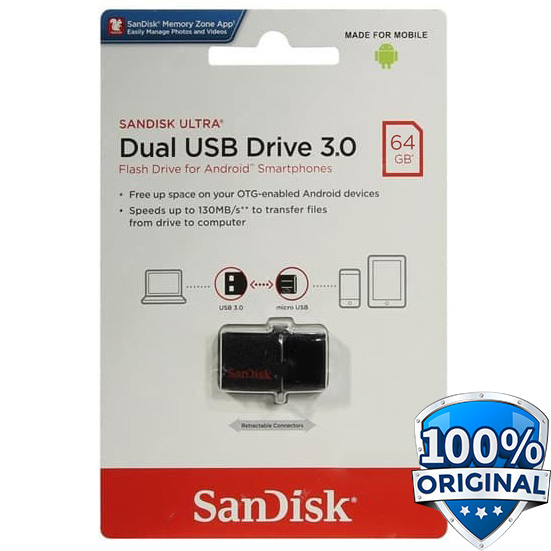 SanDisk® Memory Zone App†
Easily Manage Photos and Videos
MADE FOR MOBILE
SANDISK ULTRA®
Dual USB Drive 3.0
Flash Drive for Android™ Smartphones
64
GB*
• Free up space on your OTG-enabled Android devices
• Speeds up to 130MB/s** to transfer files
from drive to computer
USB 3.0
micro USB
SanDisk
Retractable Connectors
SanDisk®
100%
ORIGINAL